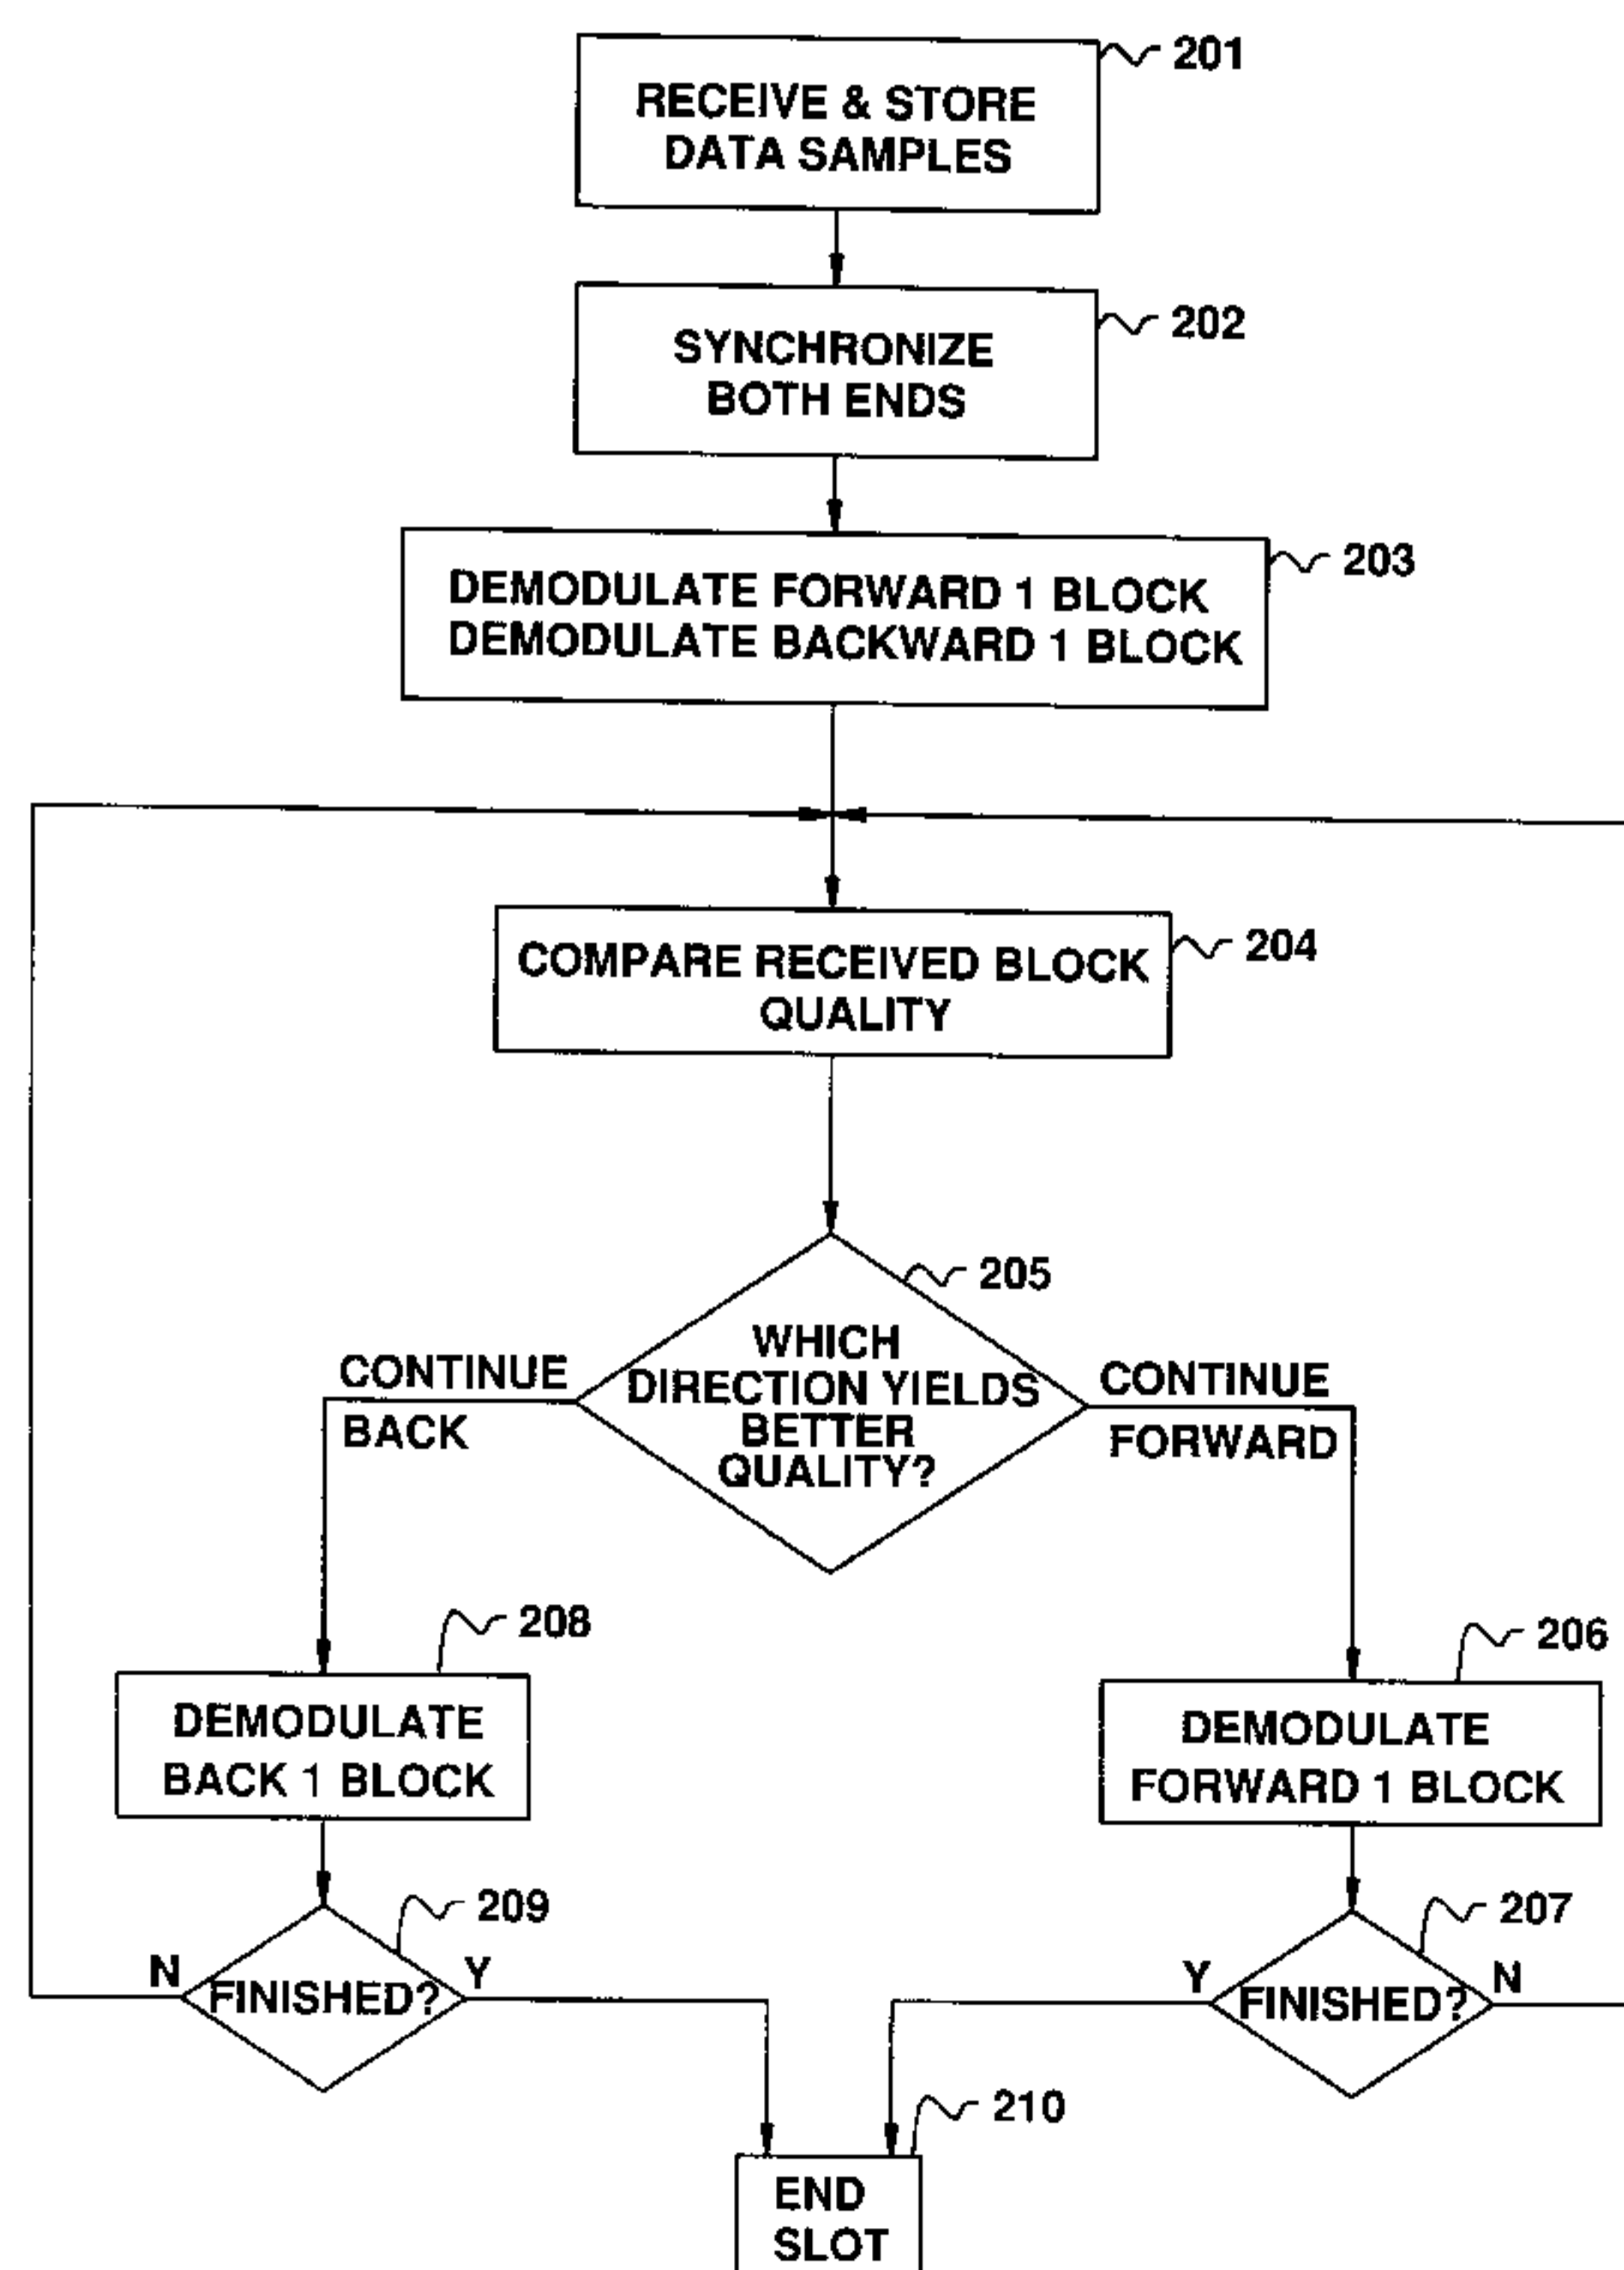 201
RECEIVE & STORE
DATA SAMPLES
202
SYNCHRONIZE
BOTH ENDS
203
DEMODULATE FORWARD 1 BLOCK
DEMODULATE BACKWARD 1 BLOCK
204
COMPARE RECEIVED BLOCK
QUALITY
205
WHICH
DIRECTION YIELDS
BETTER
QUALITY?
CONTINUE
BACK
CONTINUE
FORWARD
208
DEMODULATE
BACK 1 BLOCK
206
DEMODULATE
FORWARD 1 BLOCK
209
N
FINISHED?
Y
207
Y
FINISHED?
N
210
END
SLOT